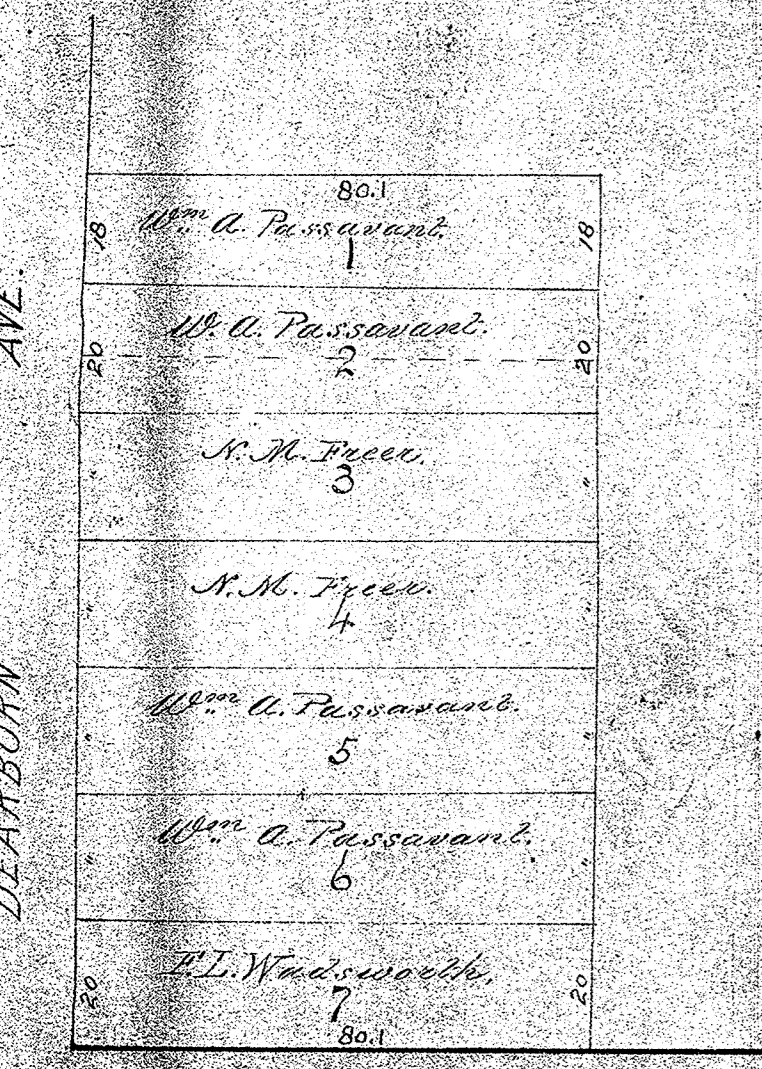 80.1
18 Wm A. Passavant. 18
1
W. A. Passavant.
20 2 20
N. M. Freer.
" 3 "
N. M. Freer.
" 4 "
Wm A. Passavant.
" 5 "
Wm A. Passavant.
" 6 "
F. L. Wadsworth,
20 7 20
80.1
DEARBORN AVE.